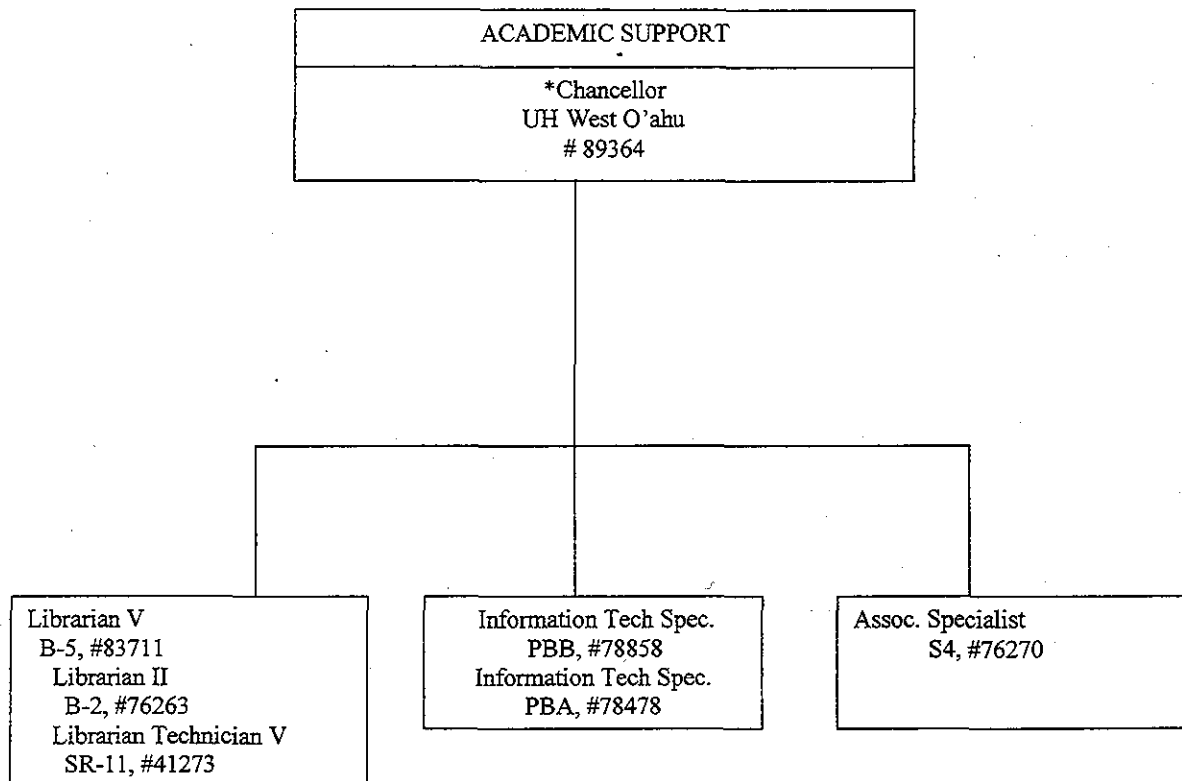 ACADEMIC SUPPORT
*Chancellor
UH West O'ahu
# 89364
Librarian V
B-5, #83711
Librarian II
B-2, #76263
Librarian Technician V
SR-11, #41273
Information Tech Spec.
PBB, #78858
Information Tech Spec.
PBA, #78478
Assoc. Specialist
S4, #76270